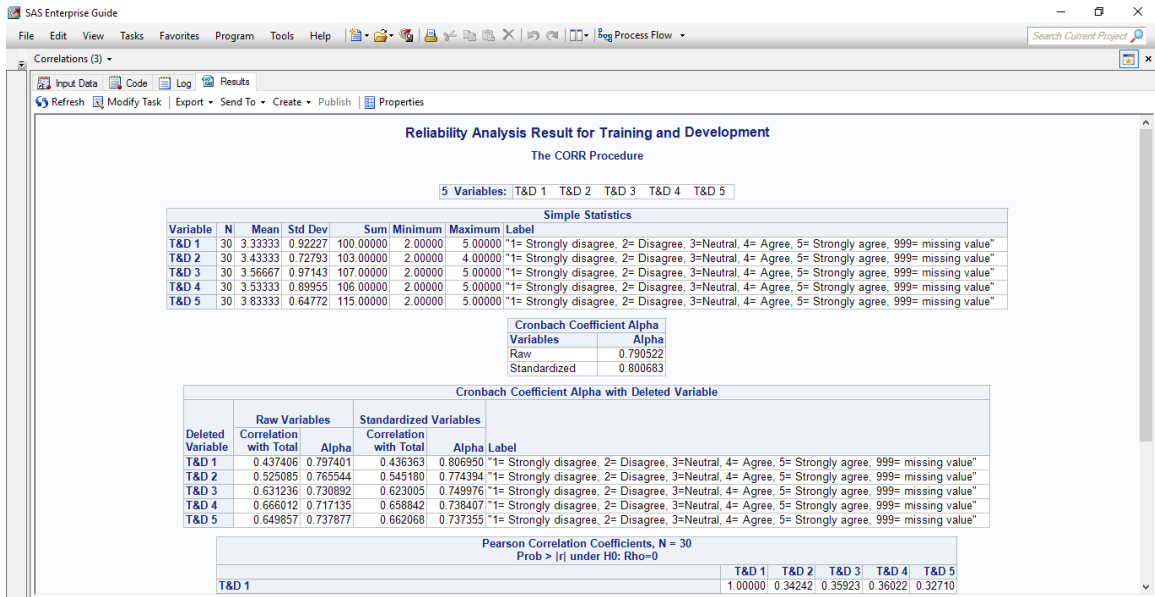 SAS Enterprise Guide
File Edit View Tasks Favorites Program Tools Help Process Flow Search Current Project
Correlations (3)
Input Data Code Log Results
Refresh Modify Task Export Send To Create Publish Properties
Reliability Analysis Result for Training and Development
The CORR Procedure
5 Variables: T&D 1 T&D 2 T&D 3 T&D 4 T&D 5
Simple Statistics
Variable N Mean Std Dev Sum Minimum Maximum Label
T&D 1 30 3.33333 0.92227 100.00000 2.00000 5.00000 "1= Strongly disagree, 2= Disagree, 3=Neutral, 4= Agree, 5= Strongly agree, 999= missing value"
T&D 2 30 3.43333 0.72793 103.00000 2.00000 4.00000 "1= Strongly disagree, 2= Disagree, 3=Neutral, 4= Agree, 5= Strongly agree, 999= missing value"
T&D 3 30 3.56667 0.97143 107.00000 2.00000 5.00000 "1= Strongly disagree, 2= Disagree, 3=Neutral, 4= Agree, 5= Strongly agree, 999= missing value"
T&D 4 30 3.53333 0.89955 106.00000 2.00000 5.00000 "1= Strongly disagree, 2= Disagree, 3=Neutral, 4= Agree, 5= Strongly agree, 999= missing value"
T&D 5 30 3.83333 0.64772 115.00000 2.00000 5.00000 "1= Strongly disagree, 2= Disagree, 3=Neutral, 4= Agree, 5= Strongly agree, 999= missing value"
Cronbach Coefficient Alpha
Variables Alpha
Raw 0.790522
Standardized 0.800683
Cronbach Coefficient Alpha with Deleted Variable
Raw Variables Standardized Variables
Deleted Correlation Correlation
Variable with Total Alpha with Total Alpha Label
T&D 1 0.437406 0.797401 0.436363 0.806950 "1= Strongly disagree, 2= Disagree, 3=Neutral, 4= Agree, 5= Strongly agree, 999= missing value"
T&D 2 0.525085 0.765544 0.545180 0.774394 "1= Strongly disagree, 2= Disagree, 3=Neutral, 4= Agree, 5= Strongly agree, 999= missing value"
T&D 3 0.631236 0.730892 0.623005 0.749976 "1= Strongly disagree, 2= Disagree, 3=Neutral, 4= Agree, 5= Strongly agree, 999= missing value"
T&D 4 0.666012 0.717135 0.658842 0.738407 "1= Strongly disagree, 2= Disagree, 3=Neutral, 4= Agree, 5= Strongly agree, 999= missing value"
T&D 5 0.649857 0.737877 0.662068 0.737355 "1= Strongly disagree, 2= Disagree, 3=Neutral, 4= Agree, 5= Strongly agree, 999= missing value"
Pearson Correlation Coefficients, N = 30
Prob > |r| under H0: Rho=0
T&D 1 T&D 2 T&D 3 T&D 4 T&D 5
T&D 1 1.00000 0.34242 0.35923 0.36022 0.32710